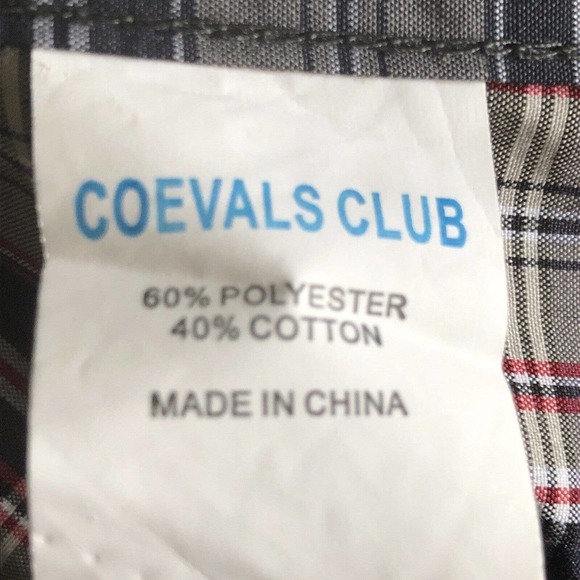 COEVALS CLUB
60% POLYESTER
40% COTTON
MADE IN CHINA